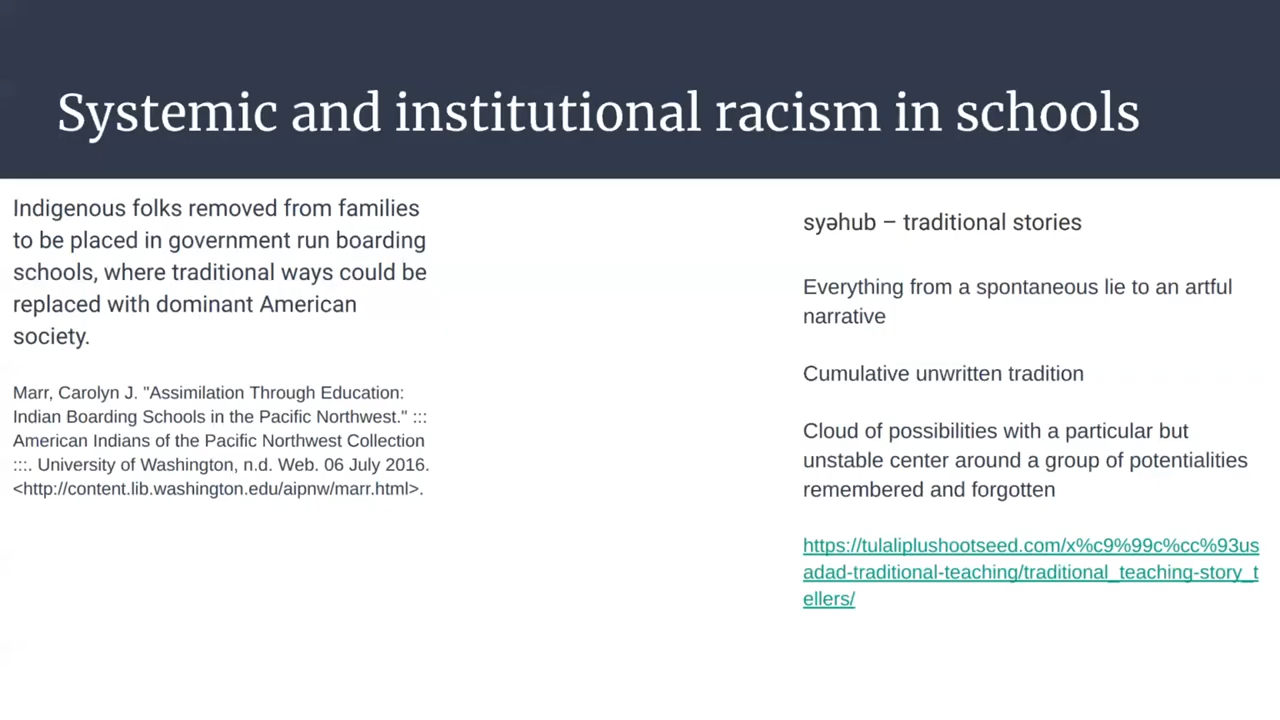 Systemic and institutional racism in schools
Indigenous folks removed from families
to be placed in government run boarding
schools, where traditional ways could be
replaced with dominant American
society.
Marr, Carolyn J. "Assimilation Through Education:
Indian Boarding Schools in the Pacific Northwest." :::
American Indians of the Pacific Northwest Collection
:::. University of Washington, n.d. Web. 06 July 2016.
<http://content.lib.washington.edu/aipnw/marr.html>.
syəhub – traditional stories
Everything from a spontaneous lie to an artful
narrative
Cumulative unwritten tradition
Cloud of possibilities with a particular but
unstable center around a group of potentialities
remembered and forgotten
https://tulaliplushootseed.com/x%c9%99c%cc%93us
adad-traditional-teaching/traditional_teaching-story_t
ellers/